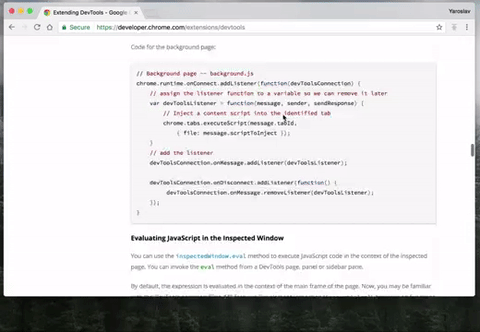 Extending DevTools - Google
Yaroslav
Secure
https://developer.chrome.com/extensions/devtools
Code for the background page:
// Background page -- background.js
chrome.runtime.onConnect.addListener(function(devToolsConnection) {
// assign the listener function to a variable so we can remove it later
var devToolsListener = function(message, sender, sendResponse) {
// Inject a content script into the identified tab
chrome.tabs.executeScript(message.tabId,
{ file: message.scriptToInject });
}
// add the listener
devToolsConnection.onMessage.addListener(devToolsListener);
devToolsConnection.onDisconnect.addListener(function() {
devToolsConnection.onMessage.removeListener(devToolsListener);
});
}
Evaluating JavaScript in the Inspected Window
You can use the inspectedWindow.eval method to execute JavaScript code in the context of the inspected
page. You can invoke the eval method from a DevTools page, panel or sidebar pane.
By default, the expression is evaluated in the context of the main frame of the page. Now, you may be familiar